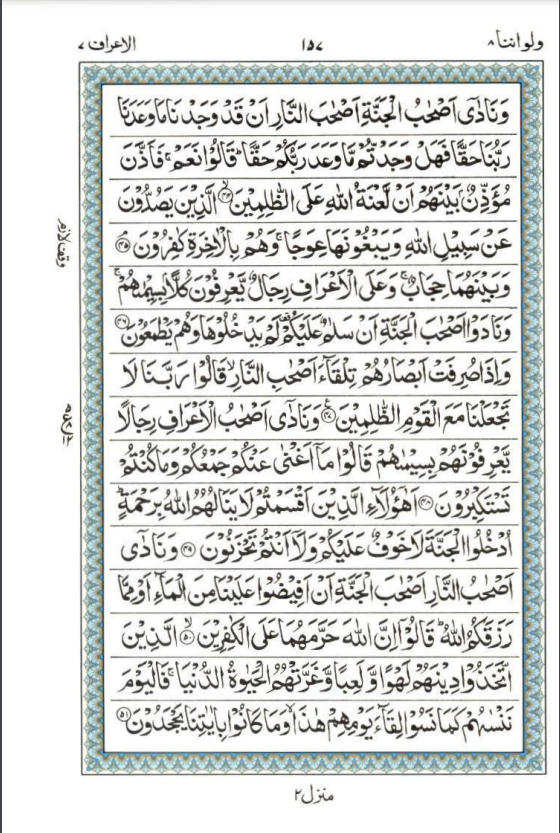 ولواننا ٨ ١٥٧ الاعراف ٧
وَنَادٰۤى اَصْحٰبُ الْجَنَّةِ اَصْحٰبَ النَّارِ اَنْ قَدْ وَجَدْنَا مَا وَعَدَنَا
رَبُّنَا حَقًّا فَهَلْ وَجَدْتُّمْ مَّا وَعَدَ رَبُّكُمْ حَقًّا ؕ قَالُوْا نَعَمْ ۚ فَاَذَّنَ
مُؤَذِّنٌۢ بَيْنَهُمْ اَنْ لَّعْنَةُ اللّٰهِ عَلَى الظّٰلِمِيْنَ ۙ﴿۴۴﴾ الَّذِيْنَ يَصُدُّوْنَ
عَنْ سَبِيْلِ اللّٰهِ وَيَبْغُوْنَهَا عِوَجًا ۚ وَهُمْ بِالْاٰخِرَةِ كٰفِرُوْنَ ﴿۴۵﴾
وَبَيْنَهُمَا حِجَابٌ ۚ وَعَلَى الْاَعْرَافِ رِجَالٌ يَّعْرِفُوْنَ كُلًّاۢ بِسِيْمٰىهُمْ ۚ
وَنَادَوْا اَصْحٰبَ الْجَنَّةِ اَنْ سَلٰمٌ عَلَيْكُمْ ۟ لَمْ يَدْخُلُوْهَا وَهُمْ يَطْمَعُوْنَ ﴿۴۶﴾
وَاِذَا صُرِفَتْ اَبْصَارُهُمْ تِلْقَآءَ اَصْحٰبِ النَّارِ ۙ قَالُوْا رَبَّنَا لَا
تَجْعَلْنَا مَعَ الْقَوْمِ الظّٰلِمِيْنَ ﴿۴۷﴾ وَنَادٰۤى اَصْحٰبُ الْاَعْرَافِ رِجَالًا
يَّعْرِفُوْنَهُمْ بِسِيْمٰىهُمْ قَالُوْا مَاۤ اَغْنٰى عَنْكُمْ جَمْعُكُمْ وَمَا كُنْتُمْ
تَسْتَكْبِرُوْنَ ﴿۴۸﴾ اَهٰۤؤُلَآءِ الَّذِيْنَ اَقْسَمْتُمْ لَا يَنَالُهُمُ اللّٰهُ بِرَحْمَةٍ ؕ
اُدْخُلُوا الْجَنَّةَ لَا خَوْفٌ عَلَيْكُمْ وَلَاۤ اَنْتُمْ تَحْزَنُوْنَ ﴿۴۹﴾ وَنَادٰۤى
اَصْحٰبُ النَّارِ اَصْحٰبَ الْجَنَّةِ اَنْ اَفِيْضُوْا عَلَيْنَا مِنَ الْمَآءِ اَوْ مِمَّا
رَزَقَكُمُ اللّٰهُ ؕ قَالُوْۤا اِنَّ اللّٰهَ حَرَّمَهُمَا عَلَى الْكٰفِرِيْنَ ۙ﴿۵۰﴾ الَّذِيْنَ
اتَّخَذُوْا دِيْنَهُمْ لَهْوًا وَّلَعِبًا وَّغَرَّتْهُمُ الْحَيٰوةُ الدُّنْيَا ۚ فَالْيَوْمَ
نَنْسٰىهُمْ كَمَا نَسُوْا لِقَآءَ يَوْمِهِمْ هٰذَا ۙ وَمَا كَانُوْا بِاٰيٰتِنَا يَجْحَدُوْنَ ﴿۵۱﴾
وقف لازم
منزل ٢